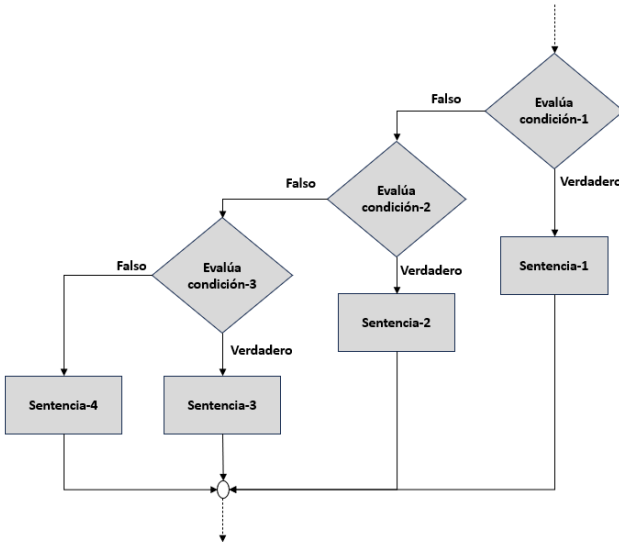 Evalúa
condición-1
Falso
Verdadero
Sentencia-1
Evalúa
condición-2
Falso
Verdadero
Sentencia-2
Evalúa
condición-3
Falso
Verdadero
Sentencia-4
Sentencia-3